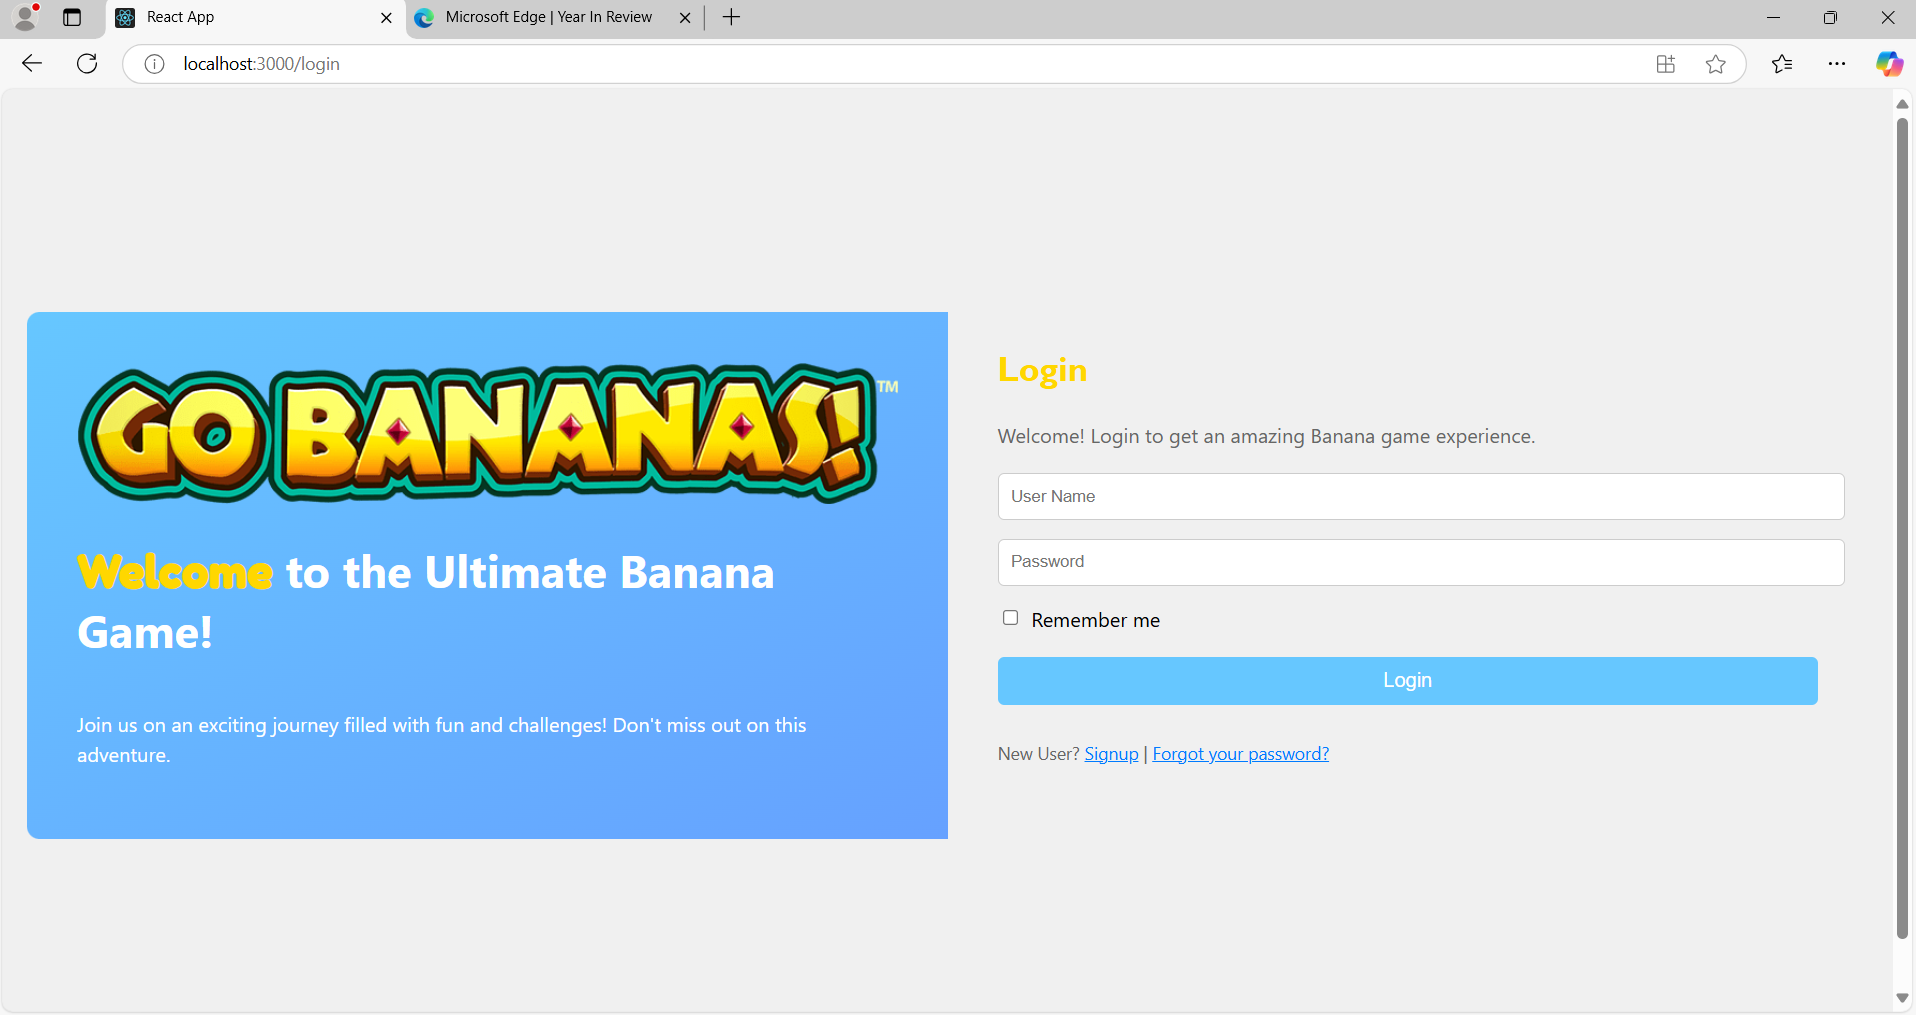 React App
Microsoft Edge | Year In Review
localhost:3000/login
GO BANANAS!™
Welcome to the Ultimate Banana
Game!
Join us on an exciting journey filled with fun and challenges! Don't miss out on this
adventure.
Login
Welcome! Login to get an amazing Banana game experience.
User Name
Password
Remember me
Login
New User? Signup | Forgot your password?